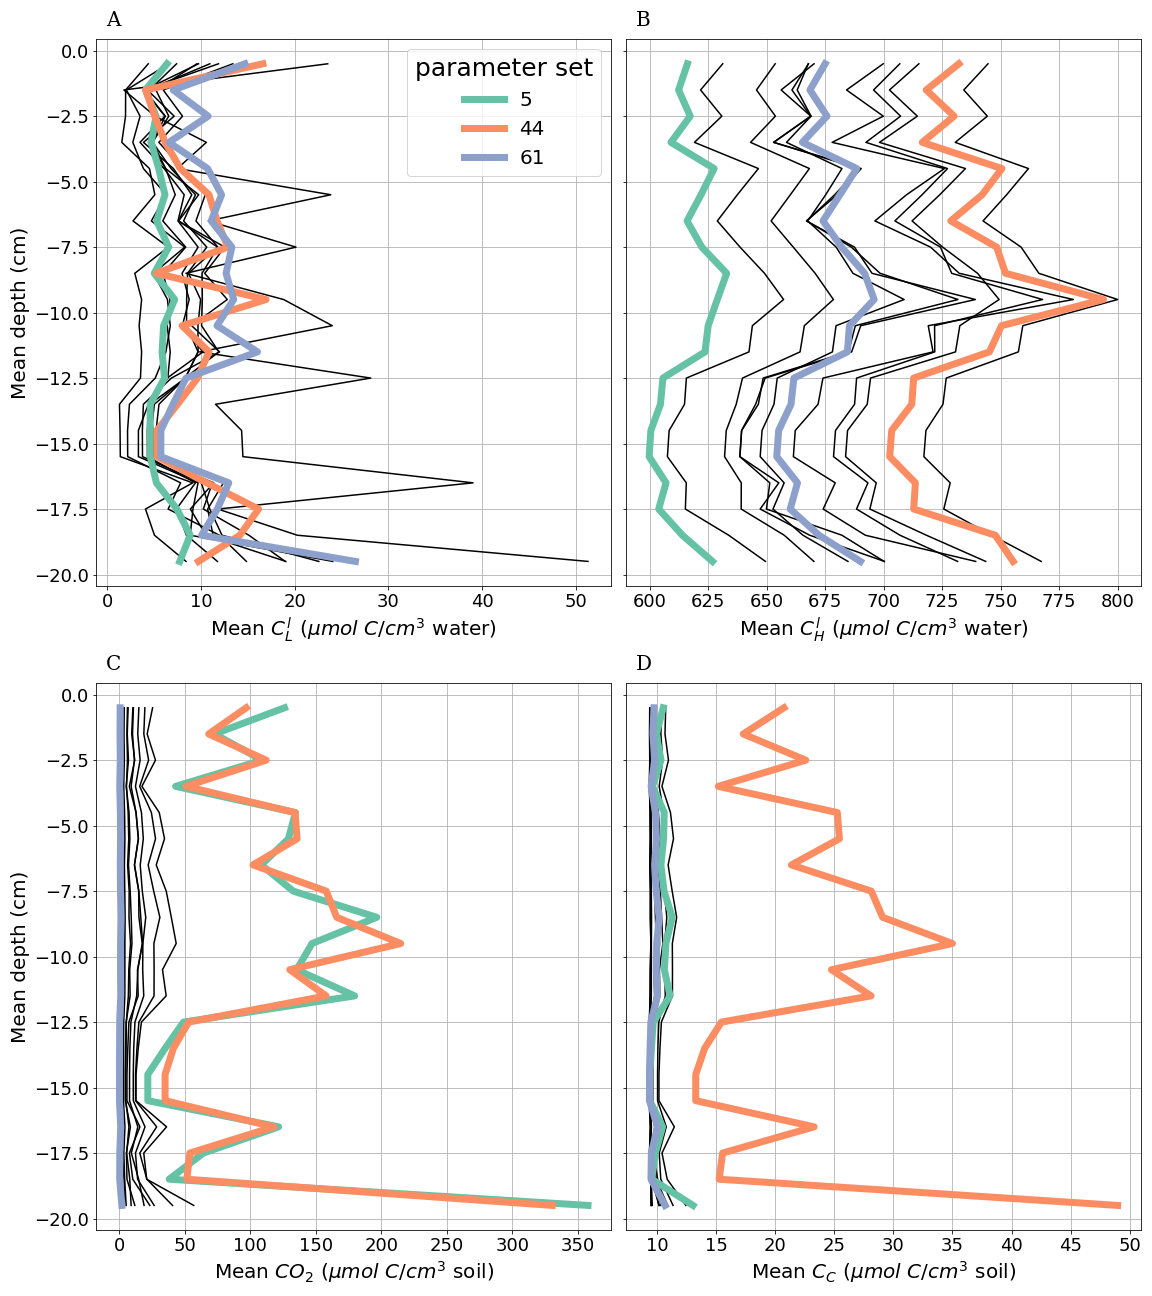 A
B
0.0
−2.5
−5.0
−7.5
−10.0
−12.5
−15.0
−17.5
−20.0
Mean depth (cm)
parameter set
5
44
61
0 10 20 30 40 50
600 625 650 675 700 725 750 775 800
Mean $C_L^l$ ($\mu mol\ C/cm^3$ water)
Mean $C_H^l$ ($\mu mol\ C/cm^3$ water)
C
D
0.0
−2.5
−5.0
−7.5
−10.0
−12.5
−15.0
−17.5
−20.0
Mean depth (cm)
0 50 100 150 200 250 300 350
10 15 20 25 30 35 40 45 50
Mean $CO_2$ ($\mu mol\ C/cm^3$ soil)
Mean $C_C$ ($\mu mol\ C/cm^3$ soil)